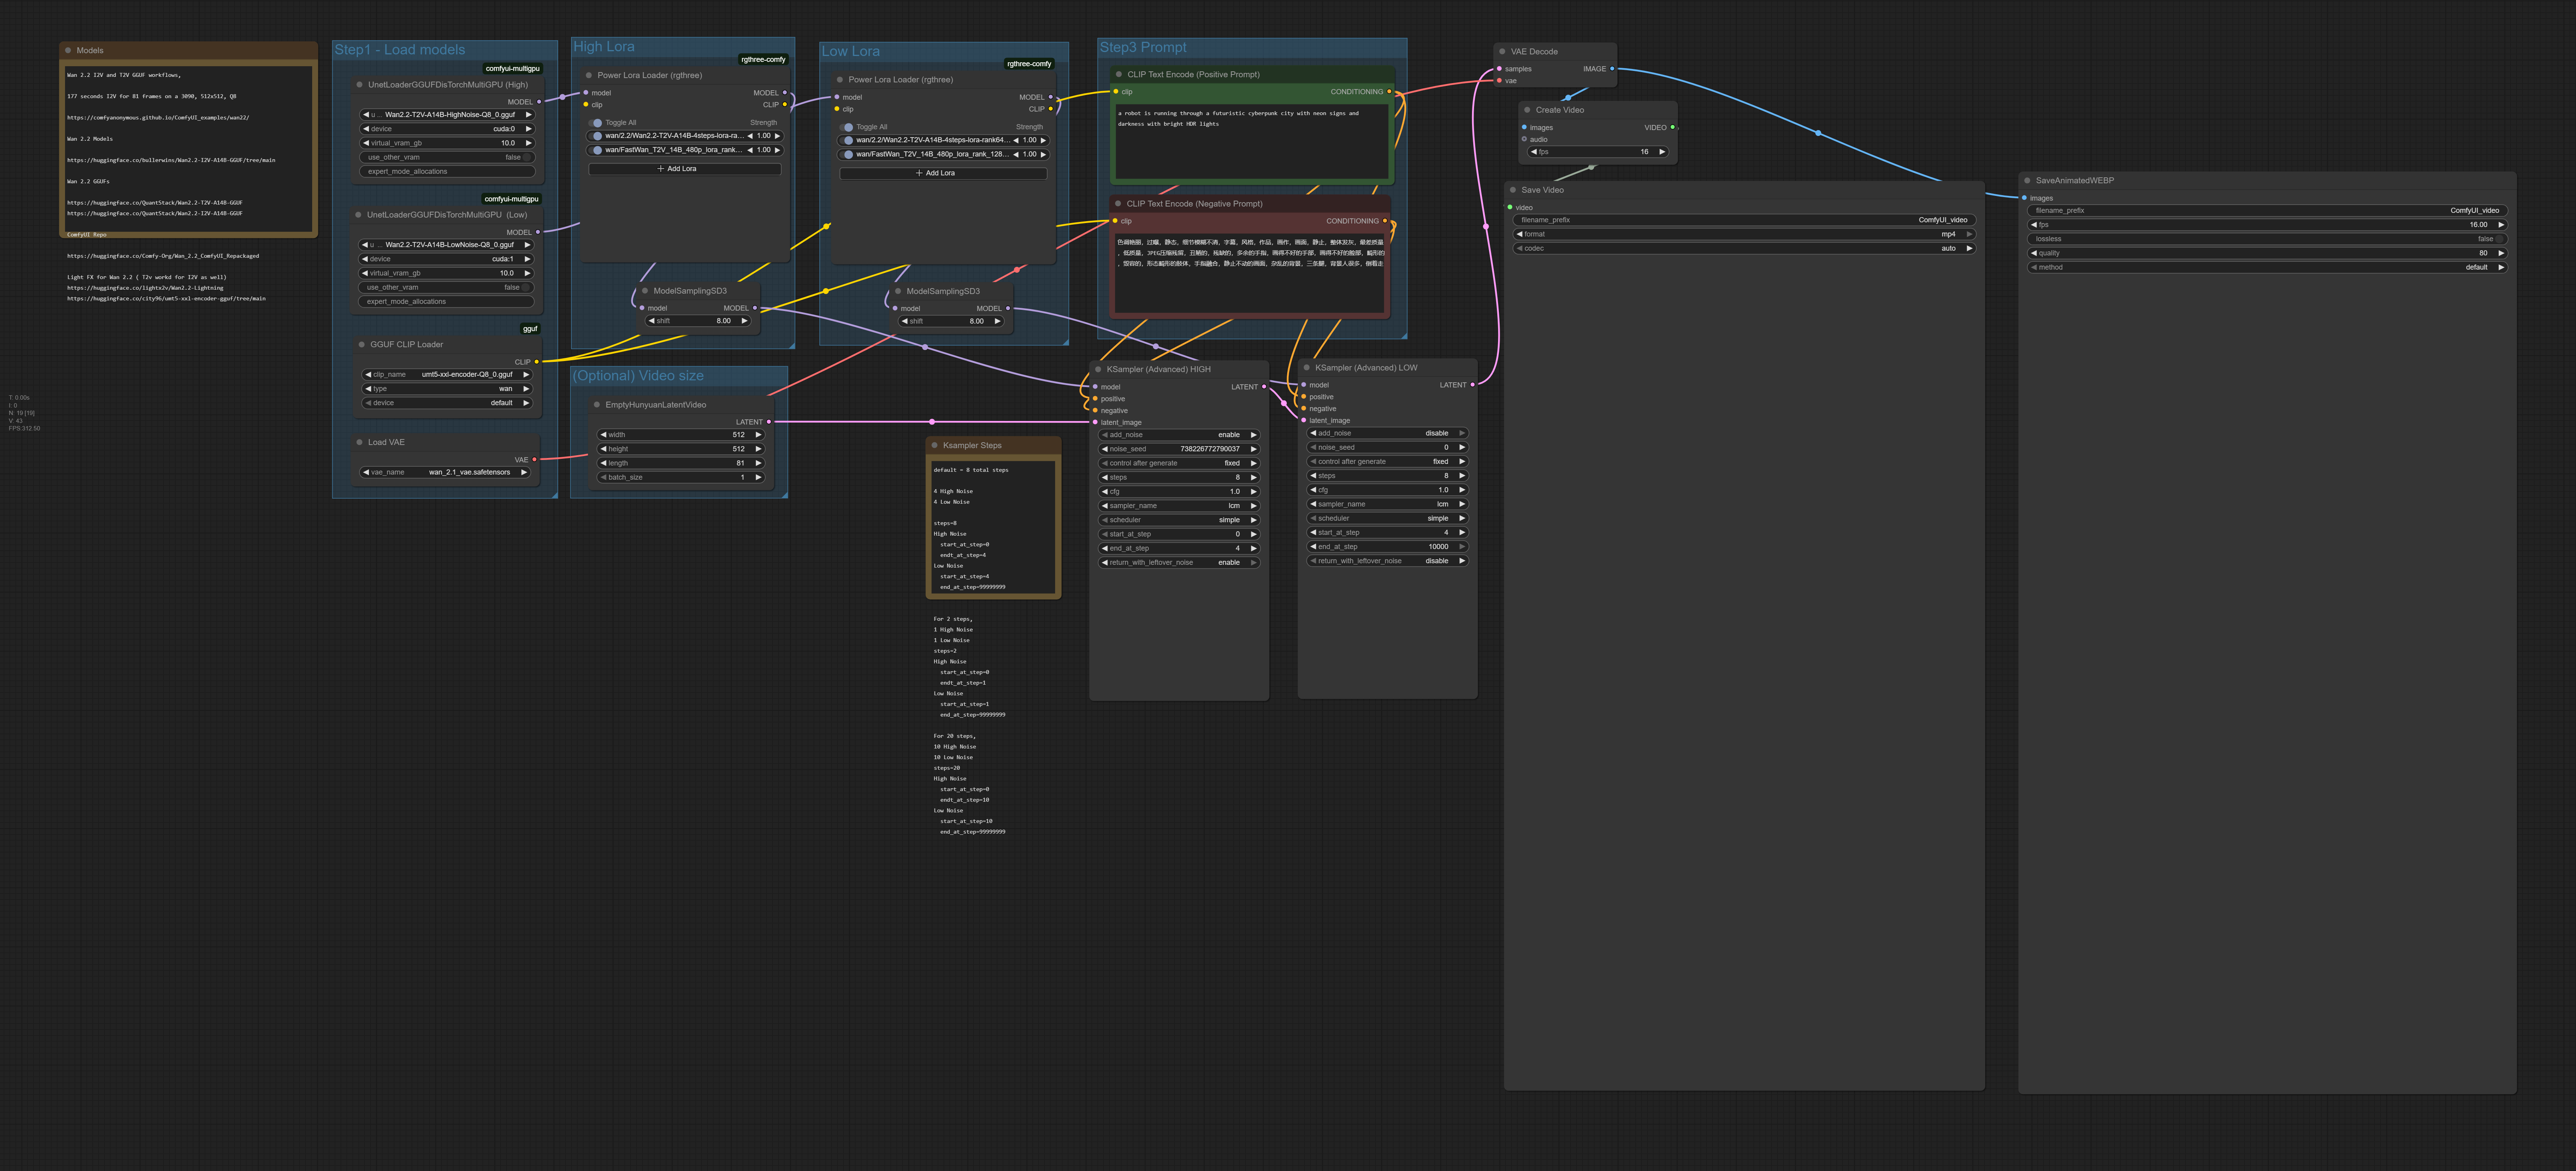 Models
Wan 2.2 I2V and T2V GGUF workflows,
177 seconds I2V for 81 frames on a 3090, 512x512, Q8
https://comfyanonymous.github.io/ComfyUI_examples/wan22/
Wan 2.2 Models
https://huggingface.co/bullerwins/Wan2.2-I2V-A14B-GGUF/tree/main
Wan 2.2 GGUFs
https://huggingface.co/QuantStack/Wan2.2-T2V-A14B-GGUF
https://huggingface.co/QuantStack/Wan2.2-I2V-A14B-GGUF
ComfyUI Repo
https://huggingface.co/Comfy-Org/Wan_2.2_ComfyUI_Repackaged
Light FX for Wan 2.2 ( T2v workd for I2V as well)
https://huggingface.co/lightx2v/Wan2.2-Lightning
https://huggingface.co/city96/umt5-xxl-encoder-gguf/tree/main
T: 0.00s
I: 0
N: 19 [19]
V: 43
FPS:312.50
Step1 - Load models
comfyui-multigpu
UnetLoaderGGUFDisTorchMultiGPU (High)
MODEL
u ... Wan2.2-T2V-A14B-HighNoise-Q8_0.gguf
device cuda:0
virtual_vram_gb 10.0
use_other_vram false
expert_mode_allocations
comfyui-multigpu
UnetLoaderGGUFDisTorchMultiGPU (Low)
MODEL
u ... Wan2.2-T2V-A14B-LowNoise-Q8_0.gguf
device cuda:1
virtual_vram_gb 10.0
use_other_vram false
expert_mode_allocations
gguf
GGUF CLIP Loader
CLIP
clip_name umt5-xxl-encoder-Q8_0.gguf
type wan
device default
Load VAE
VAE
vae_name wan_2.1_vae.safetensors
High Lora
rgthree-comfy
Power Lora Loader (rgthree)
model MODEL
clip CLIP
Toggle All Strength
wan/2.2/Wan2.2-T2V-A14B-4steps-lora-ra... 1.00
wan/FastWan_T2V_14B_480p_lora_rank... 1.00
+ Add Lora
ModelSamplingSD3
model MODEL
shift 8.00
(Optional) Video size
EmptyHunyuanLatentVideo
LATENT
width 512
height 512
length 81
batch_size 1
Low Lora
rgthree-comfy
Power Lora Loader (rgthree)
model MODEL
clip CLIP
Toggle All Strength
wan/2.2/Wan2.2-T2V-A14B-4steps-lora-rank64... 1.00
wan/FastWan_T2V_14B_480p_lora_rank_128... 1.00
+ Add Lora
ModelSamplingSD3
model MODEL
shift 8.00
Ksampler Steps
default = 8 total steps
4 High Noise
4 Low Noise
steps=8
High Noise
start_at_step=0
endt_at_step=4
Low Noise
start_at_step=4
end_at_step=99999999
For 2 steps,
1 High Noise
1 Low Noise
steps=2
High Noise
start_at_step=0
endt_at_step=1
Low Noise
start_at_step=1
end_at_step=99999999
For 20 steps,
10 High Noise
10 Low Noise
steps=20
High Noise
start_at_step=0
endt_at_step=10
Low Noise
start_at_step=10
end_at_step=99999999
Step3 Prompt
CLIP Text Encode (Positive Prompt)
clip CONDITIONING
a robot is running through a futuristic cyberpunk city with neon signs and
darkness with bright HDR lights
CLIP Text Encode (Negative Prompt)
clip CONDITIONING
色调艳丽，过曝，静态，细节模糊不清，字幕，风格，作品，画作，画面，静止，整体发灰，最差质量
，低质量，JPEG压缩残留，丑陋的，残缺的，多余的手指，画得不好的手部，画得不好的脸部，畸形的
，毁容的，形态畸形的肢体，手指融合，静止不动的画面，杂乱的背景，三条腿，背景人很多，倒着走
KSampler (Advanced) HIGH
model LATENT
positive
negative
latent_image
add_noise enable
noise_seed 738226772790037
control after generate fixed
steps 8
cfg 1.0
sampler_name lcm
scheduler simple
start_at_step 0
end_at_step 4
return_with_leftover_noise enable
KSampler (Advanced) LOW
model LATENT
positive
negative
latent_image
add_noise disable
noise_seed 0
control after generate fixed
steps 8
cfg 1.0
sampler_name lcm
scheduler simple
start_at_step 4
end_at_step 10000
return_with_leftover_noise disable
VAE Decode
samples IMAGE
vae
Create Video
images VIDEO
audio
fps 16
Save Video
video
filename_prefix ComfyUI_video
format mp4
codec auto
SaveAnimatedWEBP
images
filename_prefix ComfyUI_video
fps 16.00
lossless false
quality 80
method default